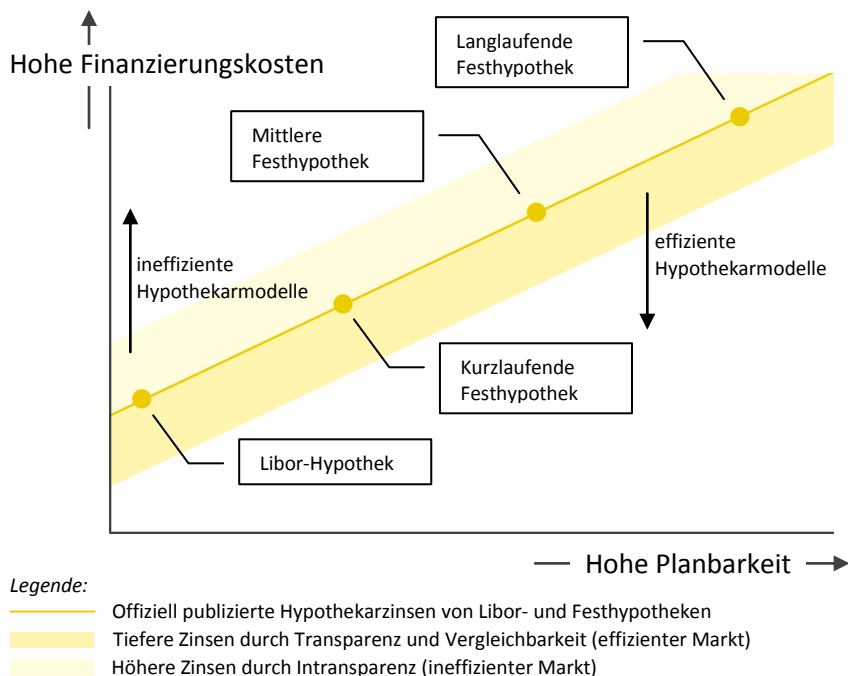 Hohe Finanzierungskosten
Langlaufende
Festhypothek
Mittlere
Festhypothek
ineffiziente
Hypothekarmodelle
effiziente
Hypothekarmodelle
Kurzlaufende
Festhypothek
Libor-Hypothek
Hohe Planbarkeit
Legende:
Offiziell publizierte Hypothekarzinsen von Libor- und Festhypotheken
Tiefere Zinsen durch Transparenz und Vergleichbarkeit (effizienter Markt)
Höhere Zinsen durch Intransparenz (ineffizienter Markt)